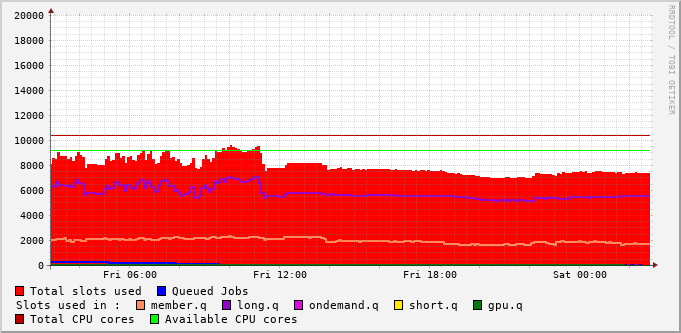 RRDTOOL / TOBI OETIKER
20000
18000
16000
14000
12000
10000
8000
6000
4000
2000
0
Fri 06:00 Fri 12:00 Fri 18:00 Sat 00:00
Total slots used Queued Jobs
Slots used in : member.q long.q ondemand.q short.q gpu.q
Total CPU cores Available CPU cores